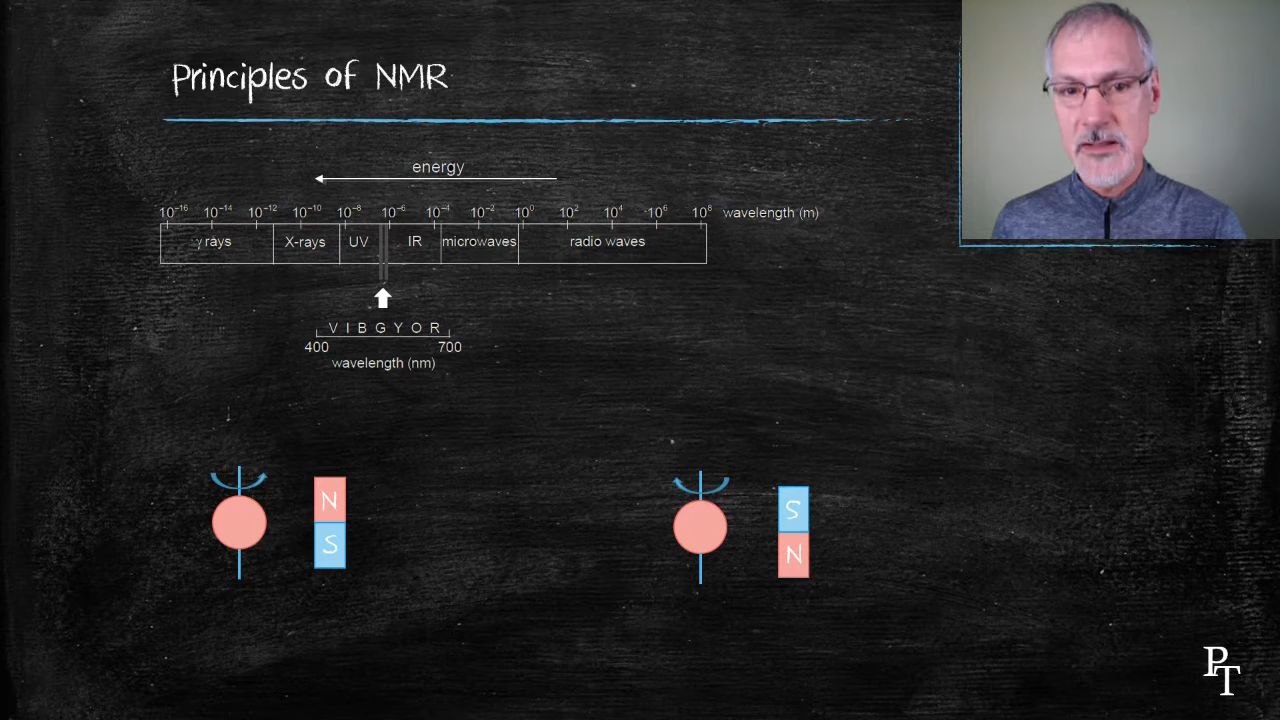 Principles of NMR
energy
10⁻¹⁶ 10⁻¹⁴ 10⁻¹² 10⁻¹⁰ 10⁻⁸ 10⁻⁶ 10⁻⁴ 10⁻² 10⁰ 10² 10⁴ 10⁶ 10⁸ wavelength (m)
γ rays X-rays UV IR microwaves radio waves
V I B G Y O R
400 700
wavelength (nm)
N
S
S
N
PT